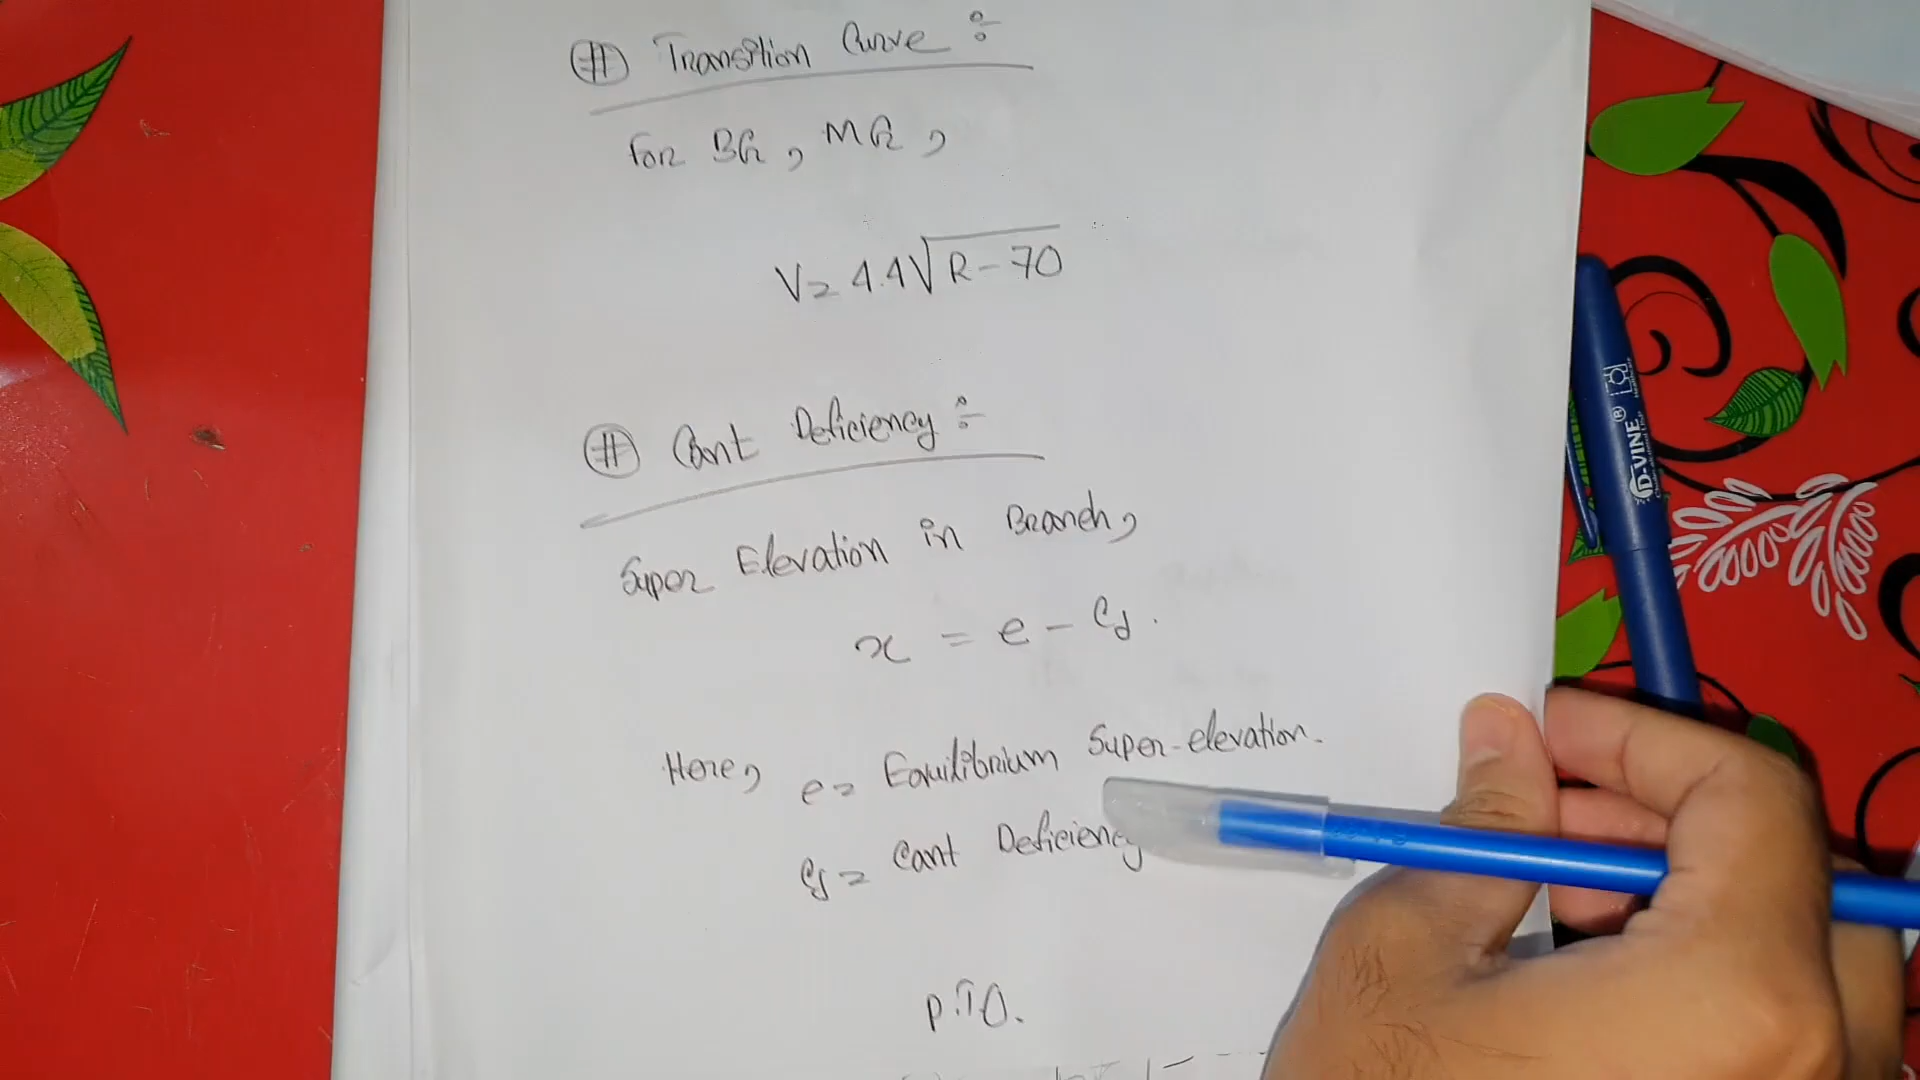 # Transition Curve ÷
For BG, MG,
V = 4.4√R - 70
# Cant Deficiency ÷
Super Elevation in Branch,
x = e - Cd.
Here, e = Equilibrium Super-elevation.
Cd = Cant Deficiency
P.T.O.
D-VINE®